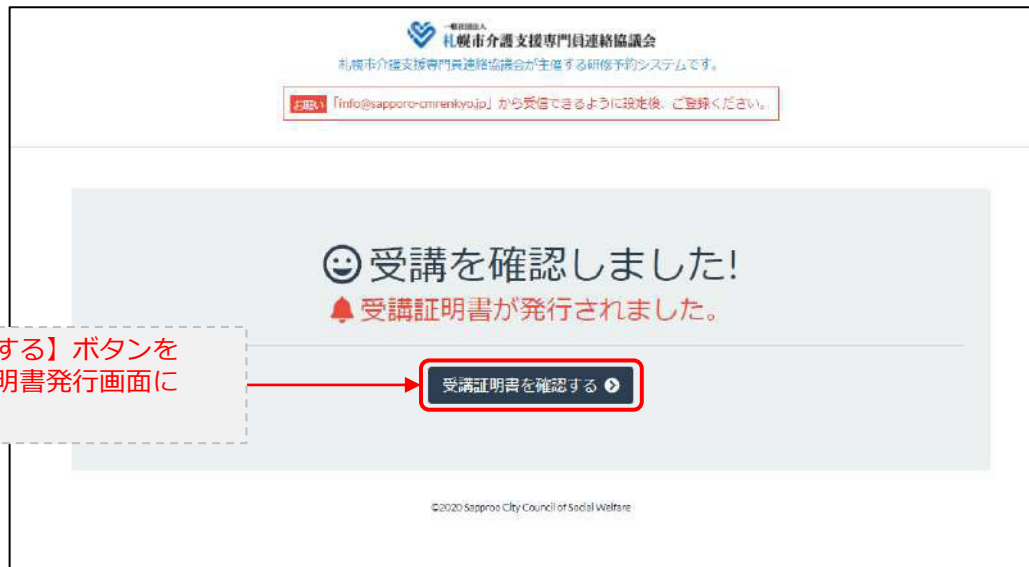 一般社団法人
札幌市介護支援専門員連絡協議会
札幌市介護支援専門員連絡協議会が主催する研修予約システムです。
お願い 「info@sapporo-cmrenkyo.jp」から受信できるように設定後、ご登録ください。
受講を確認しました!
受講証明書が発行されました。
する】ボタンを
明書発行画面に
受講証明書を確認する
©2020 Sapproo City Council of Social Welfare